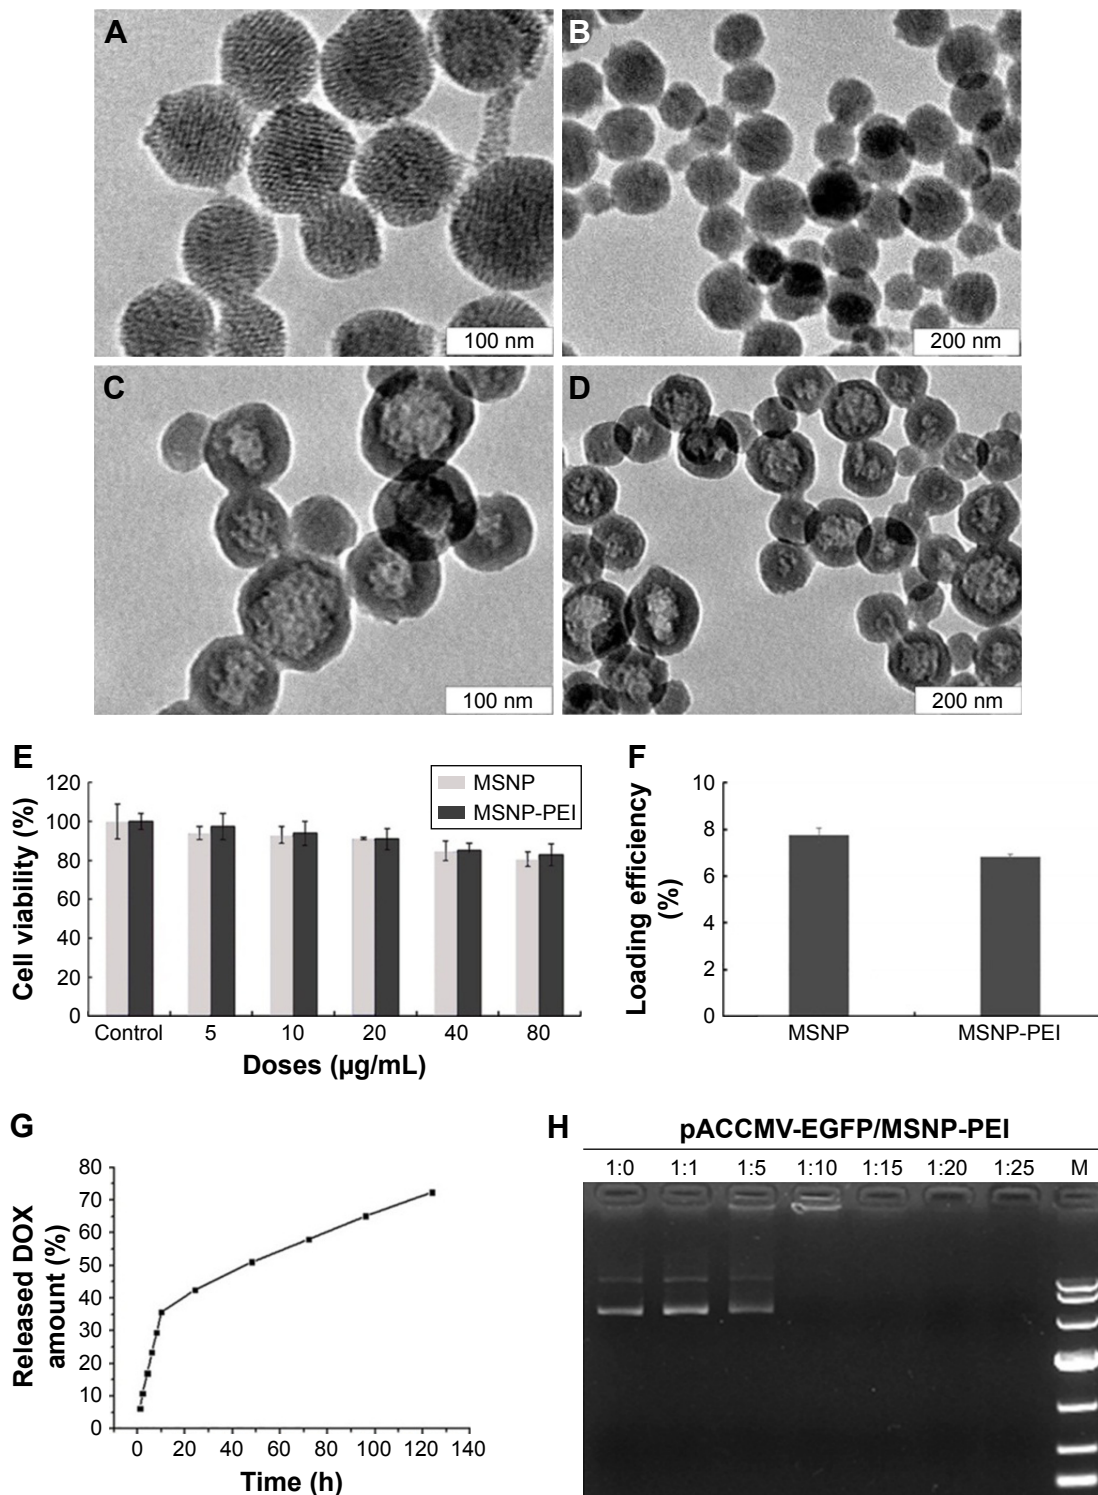 A
B
100 nm
200 nm
C
D
100 nm
200 nm
E
MSNP
MSNP-PEI
Cell viability (%)
120
100
80
60
40
20
0
Control 5 10 20 40 80
Doses (µg/mL)
F
Loading efficiency
(%)
10
8
6
4
2
0
MSNP MSNP-PEI
G
Released DOX
amount (%)
80
70
60
50
40
30
20
10
0
0 20 40 60 80 100 120 140
Time (h)
H
pACCMV-EGFP/MSNP-PEI
1:0 1:1 1:5 1:10 1:15 1:20 1:25 M